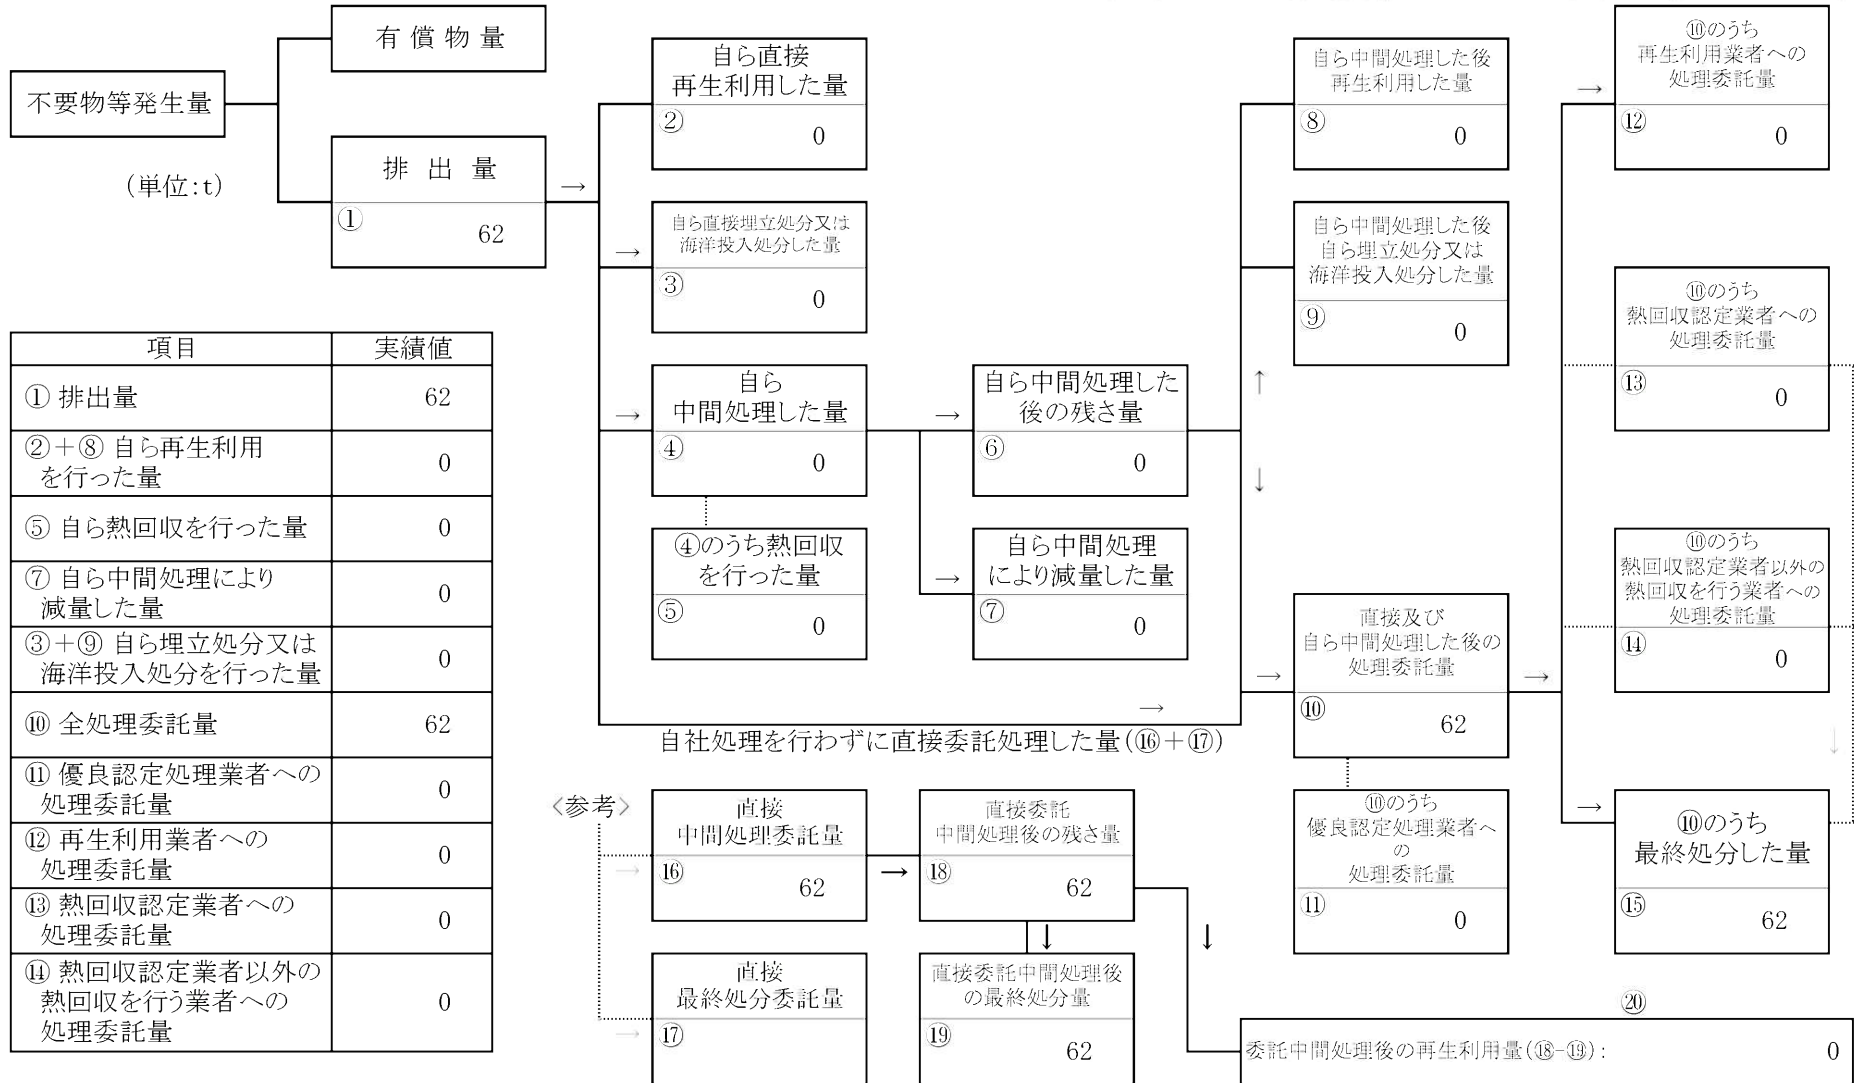 有償物量
不要物等発生量
(単位:t)
排出量
①
62
自ら直接
再生利用した量
②
0
→
自ら直接埋立処分又は
海洋投入処分した量
→
③
0
自ら
中間処理した量
→
④
0
④のうち熱回収
を行った量
⑤
0
自ら中間処理した
後の残さ量
→
⑥
0
自ら中間処理
により減量した量
→
⑦
0
自ら中間処理した後
再生利用した量
⑧
0
自ら中間処理した後
自ら埋立処分又は
海洋投入処分した量
⑨
0
↑
↓
直接及び
自ら中間処理した後の
処理委託量
→
⑩
62
→
→
自社処理を行わずに直接委託処理した量(⑯+⑰)
⑩のうち
優良認定処理業者へ
の
処理委託量
⑪
0
⑩のうち
再生利用業者への
処理委託量
→
⑫
0
⑩のうち
熱回収認定業者への
処理委託量
⑬
0
⑩のうち
熱回収認定業者以外の
熱回収を行う業者への
処理委託量
⑭
0
↓
⑩のうち
最終処分した量
→
⑮
62
項目 実績値
① 排出量 62
②+⑧ 自ら再生利用
を行った量 0
⑤ 自ら熱回収を行った量 0
⑦ 自ら中間処理により
減量した量 0
③+⑨ 自ら埋立処分又は
海洋投入処分を行った量 0
⑩ 全処理委託量 62
⑪ 優良認定処理業者への
処理委託量 0
⑫ 再生利用業者への
処理委託量 0
⑬ 熱回収認定業者への
処理委託量 0
⑭ 熱回収認定業者以外の
熱回収を行う業者への
処理委託量 0
〈参考〉
直接
中間処理委託量
→
⑯
62
直接委託
中間処理後の残さ量
→
⑱
62
↓
↓
直接
最終処分委託量
→
⑰
直接委託中間処理後
の最終処分量
⑲
62
⑳
委託中間処理後の再生利用量(⑱-⑲): 0